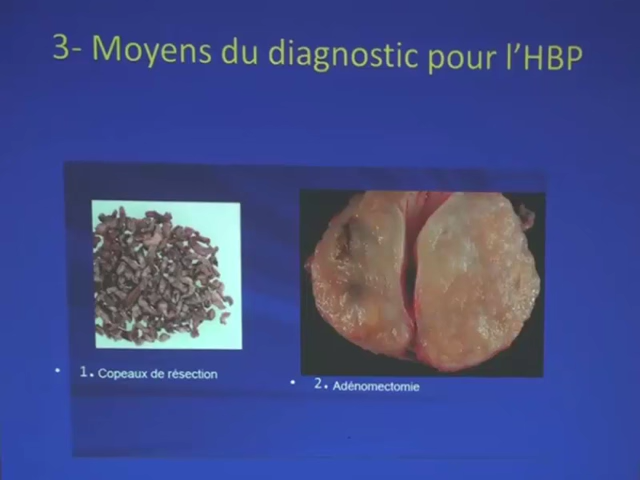 3- Moyens du diagnostic pour l'HBP
• 1. Copeaux de résection
• 2. Adénomectomie